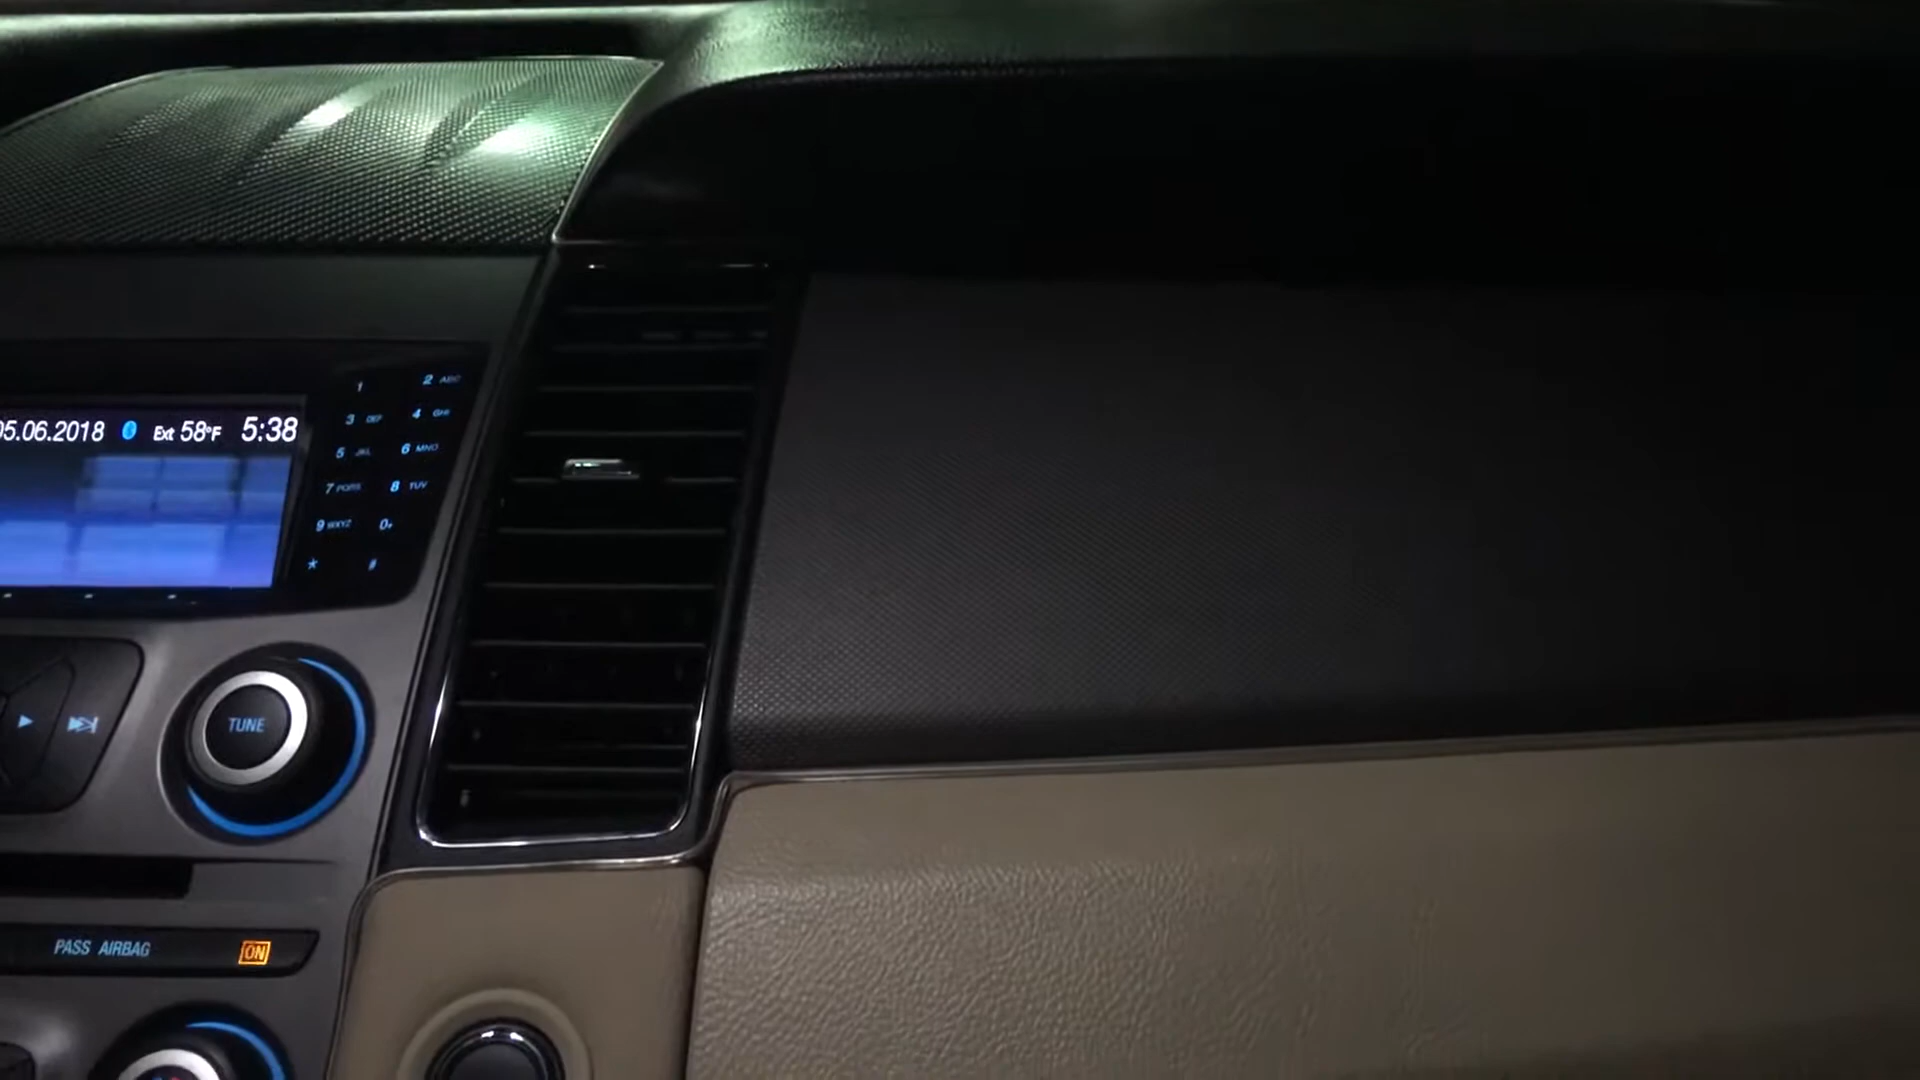 05.06.2018 Ext 58°F 5:38
1 2 ABC
3 DEF 4 GHI
5 JKL 6 MNO
7 PQRS 8 TUV
9 WXYZ 0+
* #
TUNE
PASS AIRBAG ON